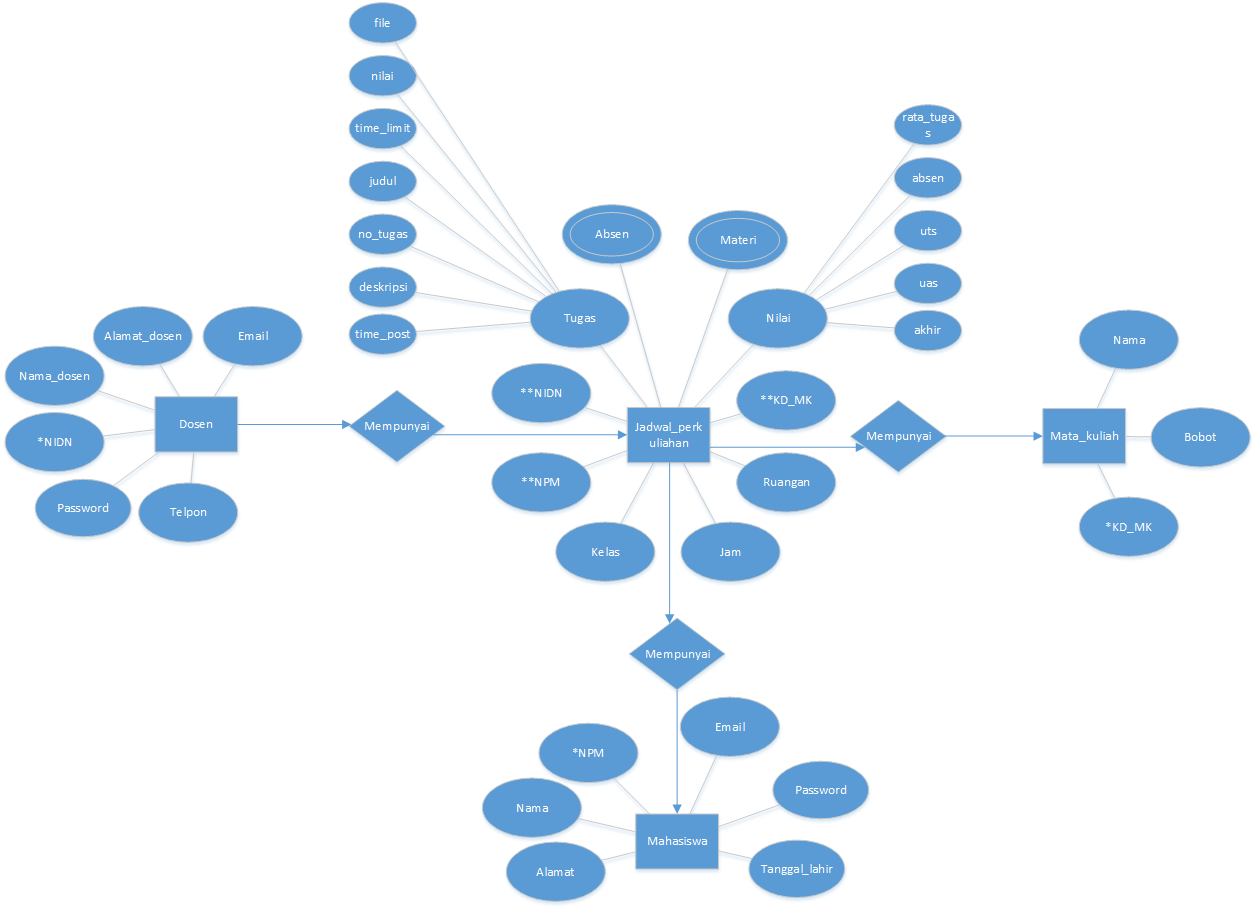 file
nilai
time_limit
judul
no_tugas
deskripsi
time_post
Tugas
Absen
Materi
rata_tuga
s
absen
uts
uas
akhir
Nilai
Alamat_dosen
Email
Nama_dosen
*NIDN
Password
Telpon
Dosen
Mempunyai
**NIDN
**NPM
Kelas
Jam
Ruangan
**KD_MK
Jadwal_perk
uliahan
Mempunyai
Nama
Mata_kuliah
Bobot
*KD_MK
Mempunyai
Email
*NPM
Password
Nama
Mahasiswa
Alamat
Tanggal_lahir